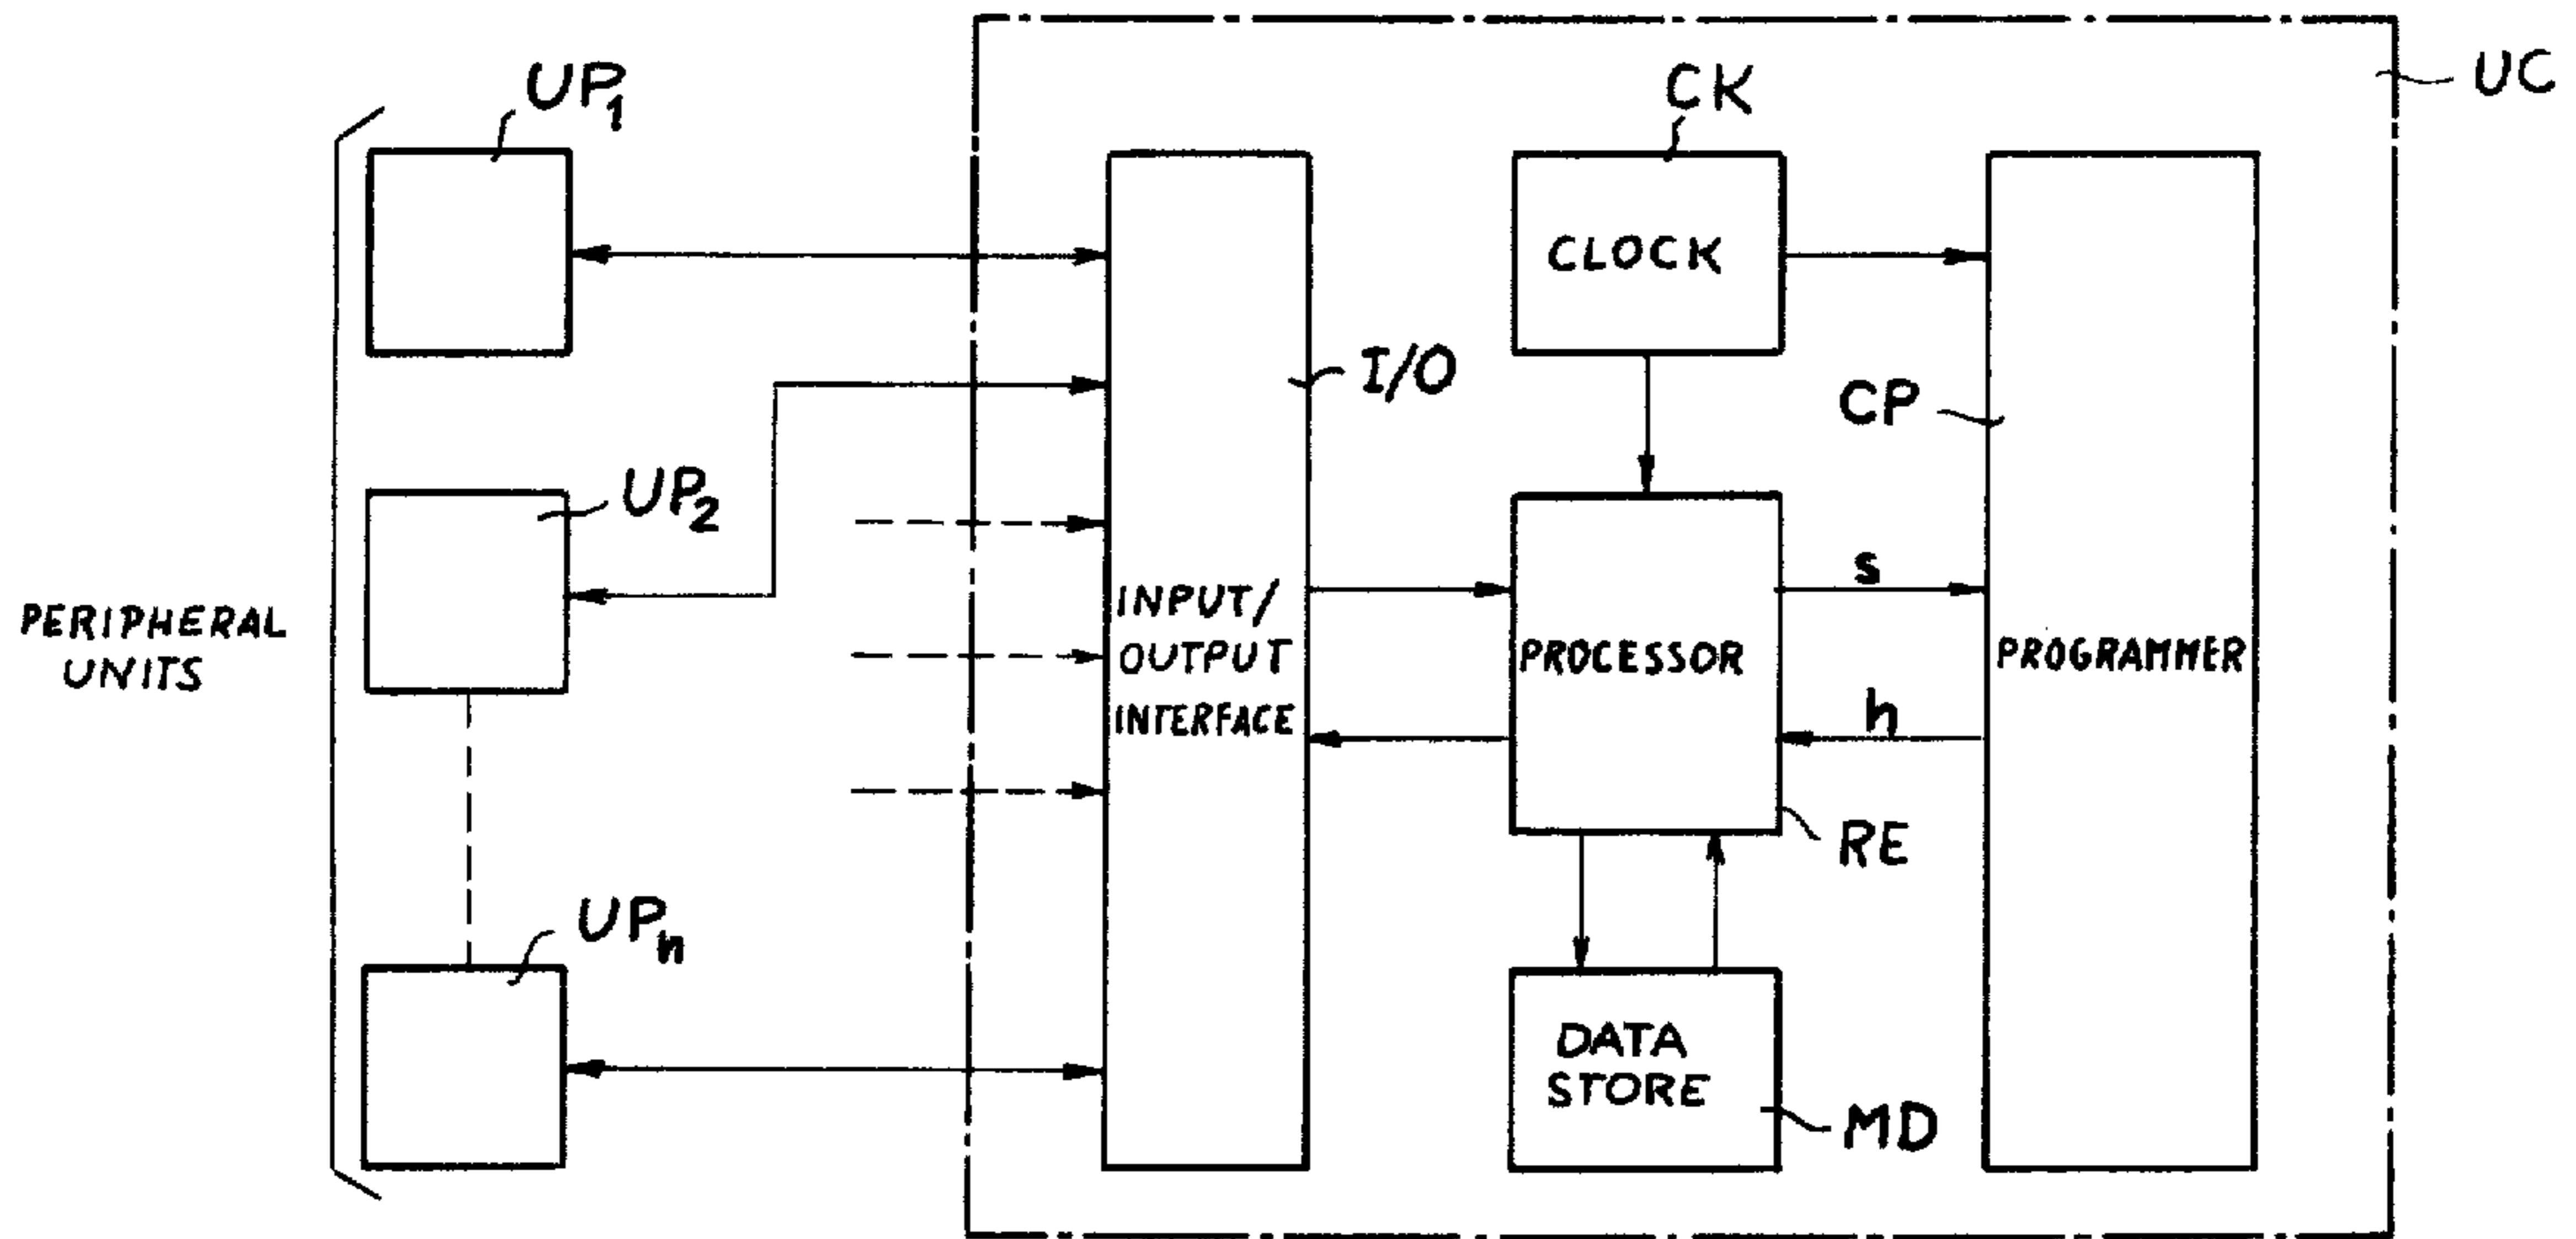 UP1
CK
UC
CLOCK
I/O
CP
UP2
PERIPHERAL
UNITS
INPUT/
OUTPUT
INTERFACE
PROCESSOR
s
h
PROGRAMMER
RE
UPn
DATA
STORE
MD